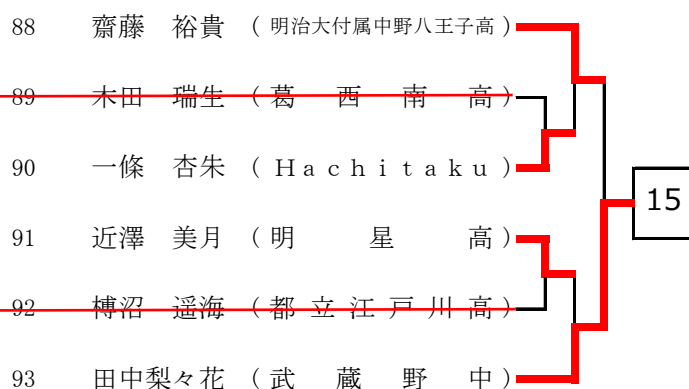 88 齋藤 裕貴 (明治大付属中野八王子高)
89 木田 瑞生 (葛西南高)
90 一條 杏朱 (Hachitaku)
15
91 近澤 美月 (明星高)
92 榑沼 遥海 (都立江戸川高)
93 田中梨々花 (武蔵野中)